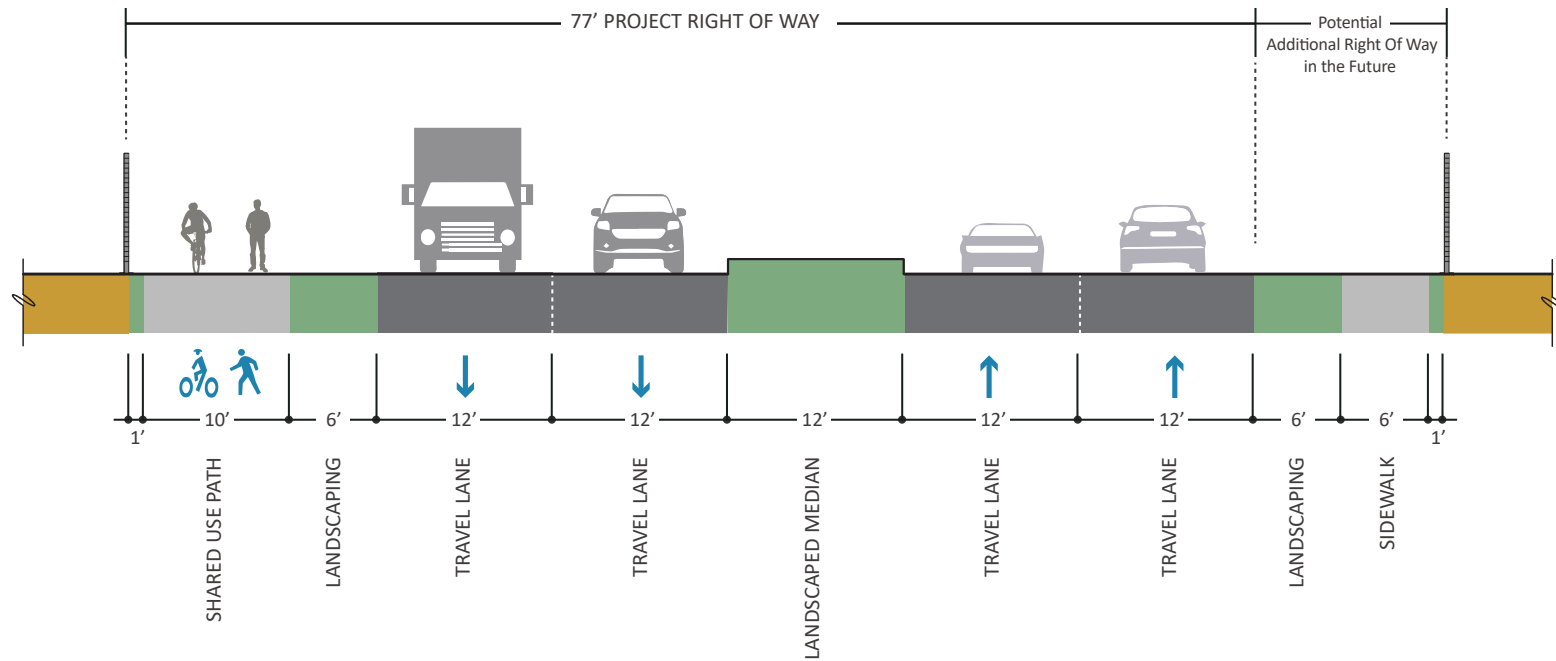 77’ PROJECT RIGHT OF WAY
Potential
Additional Right Of Way
in the Future
1’
10’
6’
12’
12’
12’
12’
12’
6’
6’
1’
SHARED USE PATH
LANDSCAPING
TRAVEL LANE
TRAVEL LANE
LANDSCAPED MEDIAN
TRAVEL LANE
TRAVEL LANE
LANDSCAPING
SIDEWALK